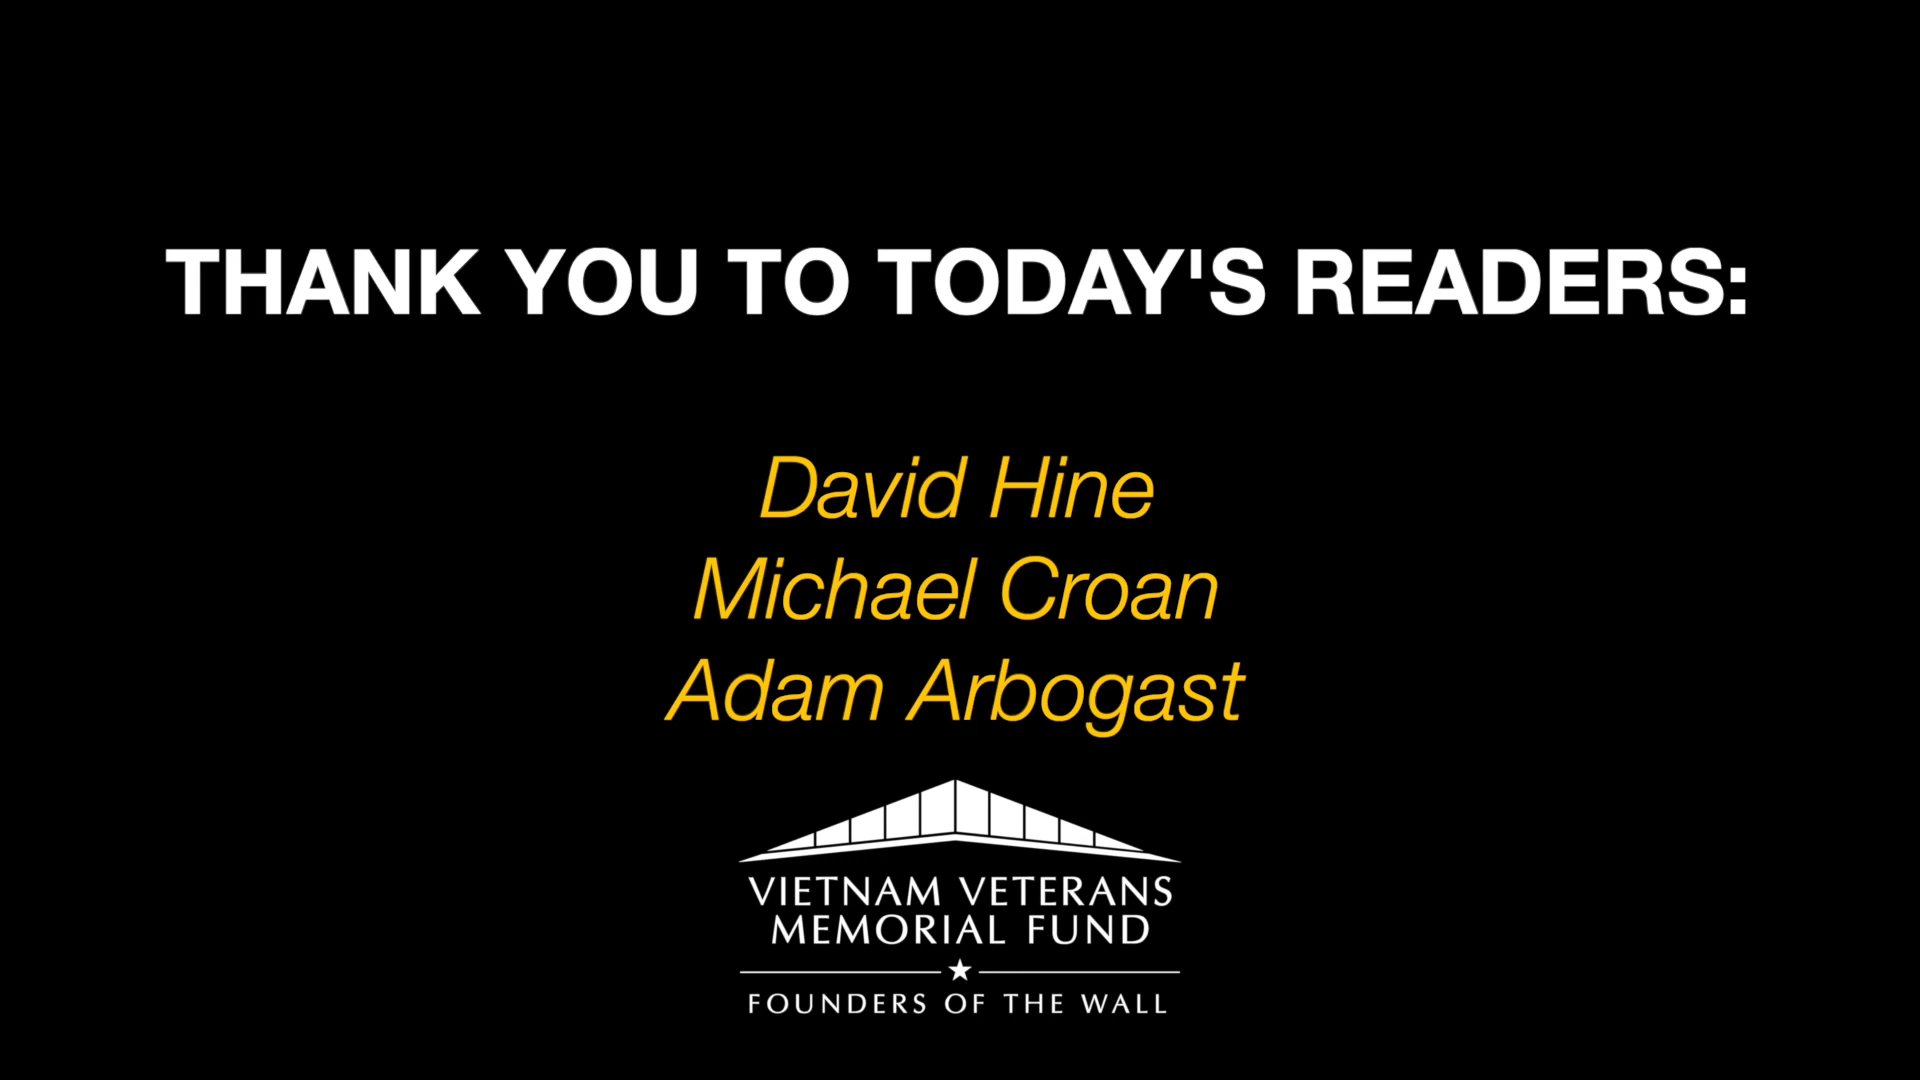 THANK YOU TO TODAY'S READERS:
David Hine
Michael Croan
Adam Arbogast
VIETNAM VETERANS
MEMORIAL FUND
FOUNDERS OF THE WALL